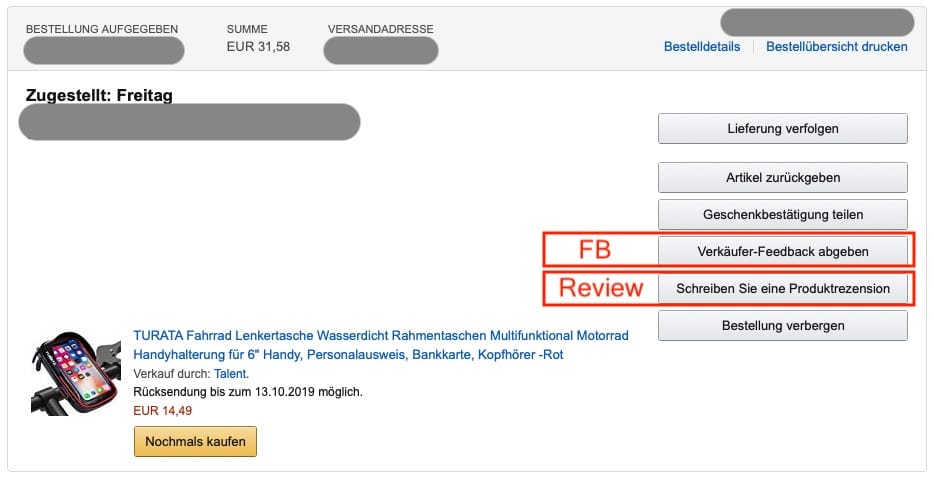 BESTELLUNG AUFGEGEBEN
SUMME
EUR 31,58
VERSANDADRESSE
Bestelldetails
Bestellübersicht drucken
Zugestellt: Freitag
Lieferung verfolgen
Artikel zurückgeben
Geschenkbestätigung teilen
FB
Verkäufer-Feedback abgeben
Review
Schreiben Sie eine Produktrezension
Bestellung verbergen
TURATA Fahrrad Lenkertasche Wasserdicht Rahmentaschen Multifunktional Motorrad
Handyhalterung für 6" Handy, Personalausweis, Bankkarte, Kopfhörer -Rot
Verkauf durch: Talent.
Rücksendung bis zum 13.10.2019 möglich.
EUR 14,49
Nochmals kaufen